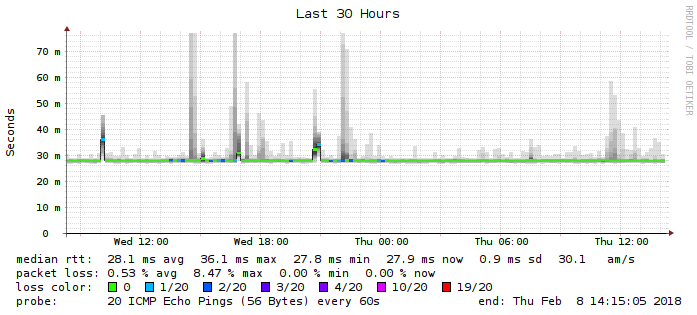 Last 30 Hours
RRDTOOL / TOBI OETIKER
Seconds
70 m
60 m
50 m
40 m
30 m
20 m
10 m
0
Wed 12:00 Wed 18:00 Thu 00:00 Thu 06:00 Thu 12:00
median rtt: 28.1 ms avg 36.1 ms max 27.8 ms min 27.9 ms now 0.9 ms sd 30.1 am/s
packet loss: 0.53 % avg 8.47 % max 0.00 % min 0.00 % now
loss color: 0 1/20 2/20 3/20 4/20 10/20 19/20
probe: 20 ICMP Echo Pings (56 Bytes) every 60s end: Thu Feb 8 14:15:05 2018